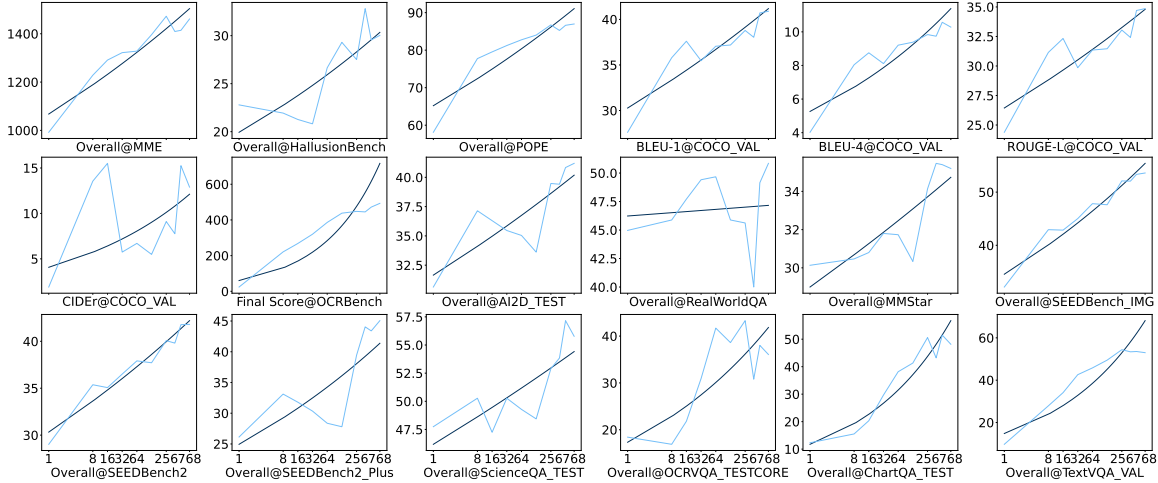 1400
1200
1000
Overall@MME
30
25
20
Overall@HallusionBench
90
80
70
60
Overall@POPE
40
35
30
BLEU-1@COCO_VAL
10
8
6
4
BLEU-4@COCO_VAL
35.0
32.5
30.0
27.5
25.0
ROUGE-L@COCO_VAL
15
10
5
CIDEr@COCO_VAL
600
400
200
0
Final Score@OCRBench
40.0
37.5
35.0
32.5
Overall@AI2D_TEST
50.0
47.5
45.0
42.5
40.0
Overall@RealWorldQA
34
32
30
Overall@MMStar
50
40
Overall@SEEDBench_IMG
40
35
30
1 8 163264 256768
Overall@SEEDBench2
45
40
35
30
25
1 8 163264 256768
Overall@SEEDBench2_Plus
57.5
55.0
52.5
50.0
47.5
1 8 163264 256768
Overall@ScienceQA_TEST
40
30
20
1 8 163264 256768
Overall@OCRVQA_TESTCORE
50
40
30
20
10
1 8 163264 256768
Overall@ChartQA_TEST
60
40
20
1 8 163264 256768
Overall@TextVQA_VAL